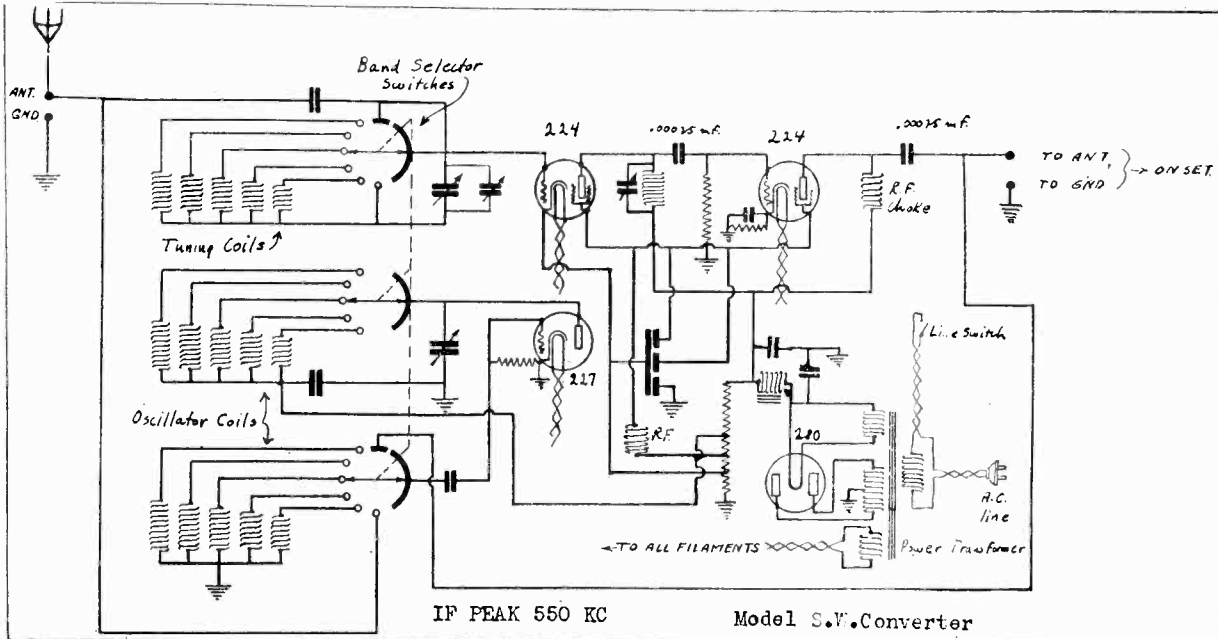 Band Selector
Switches
ANT.
GND
224
.00025 mf.
224
.00025 mf.
TO ANT.
TO GND
ON SET.
R.F.
Choke
Tuning Coils
Line Switch
227
Oscillator Coils
R.F.
280
A.C.
line
TO ALL FILAMENTS
Power Transformer
IF PEAK 550 KC
Model S.W.Converter